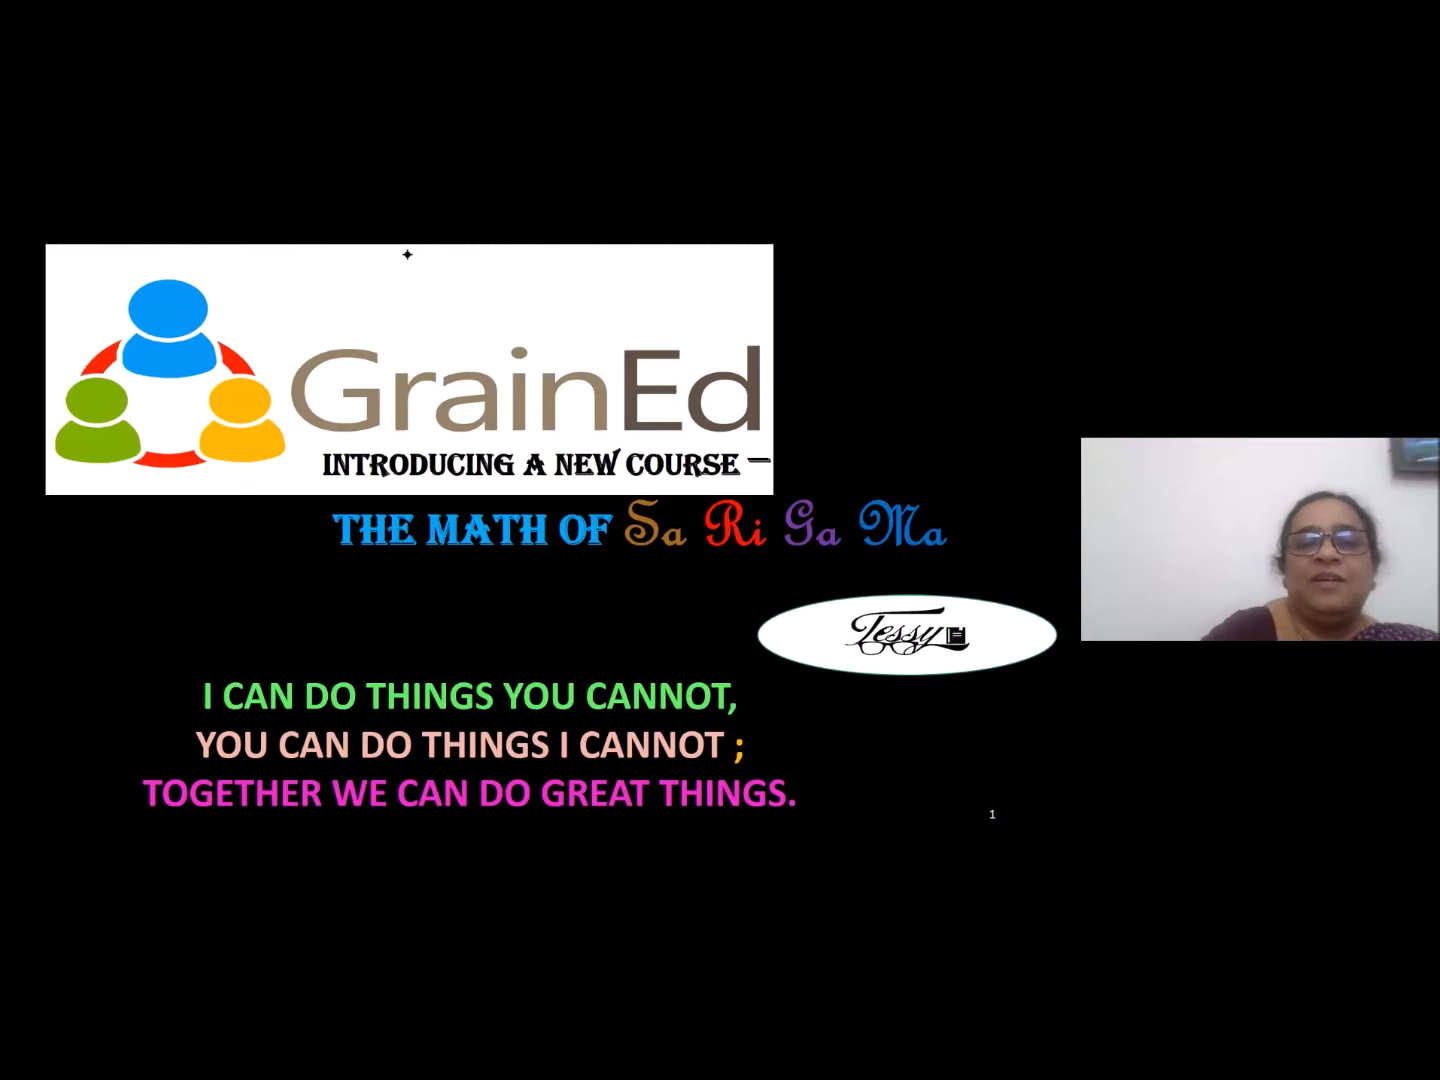 GrainEd
INTRODUCING A NEW COURSE –
THE MATH OF Sa Ri Ga Ma
Tessy
I CAN DO THINGS YOU CANNOT,
YOU CAN DO THINGS I CANNOT ;
TOGETHER WE CAN DO GREAT THINGS.
1